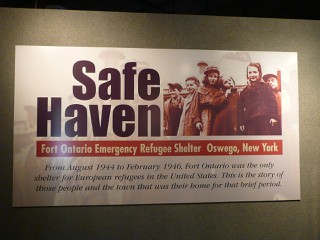 Safe
Haven
Fort Ontario Emergency Refugee Shelter Oswego, New York
From August 1944 to February 1946, Fort Ontario was the only
shelter for European refugees in the United States. This is the story of
those people and the town that was their home for that brief period.